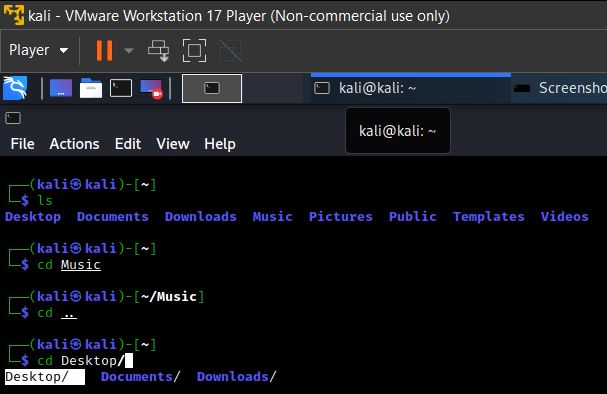 kali - VMware Workstation 17 Player (Non-commercial use only)
Player
kali@kali: ~
Screensho
kali@kali: ~
File Actions Edit View Help
┌──(kali㉿kali)-[~]
└─$ ls
Desktop Documents Downloads Music Pictures Public Templates Videos
┌──(kali㉿kali)-[~]
└─$ cd Music
┌──(kali㉿kali)-[~/Music]
└─$ cd ..
┌──(kali㉿kali)-[~]
└─$ cd Desktop/
Desktop/ Documents/ Downloads/